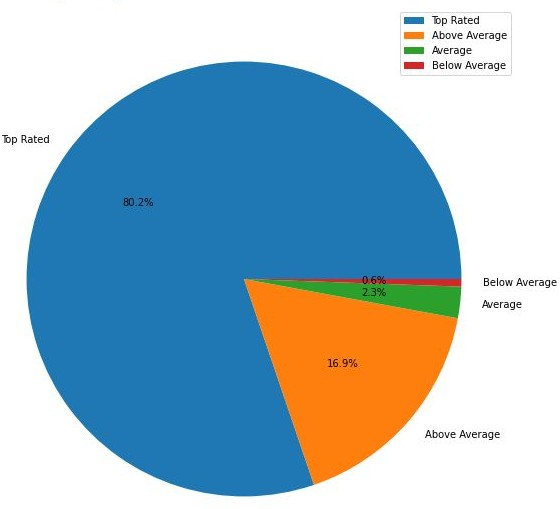 Top Rated
Above Average
Average
Below Average
Top Rated
80.2%
0.6%
Below Average
2.3%
Average
16.9%
Above Average